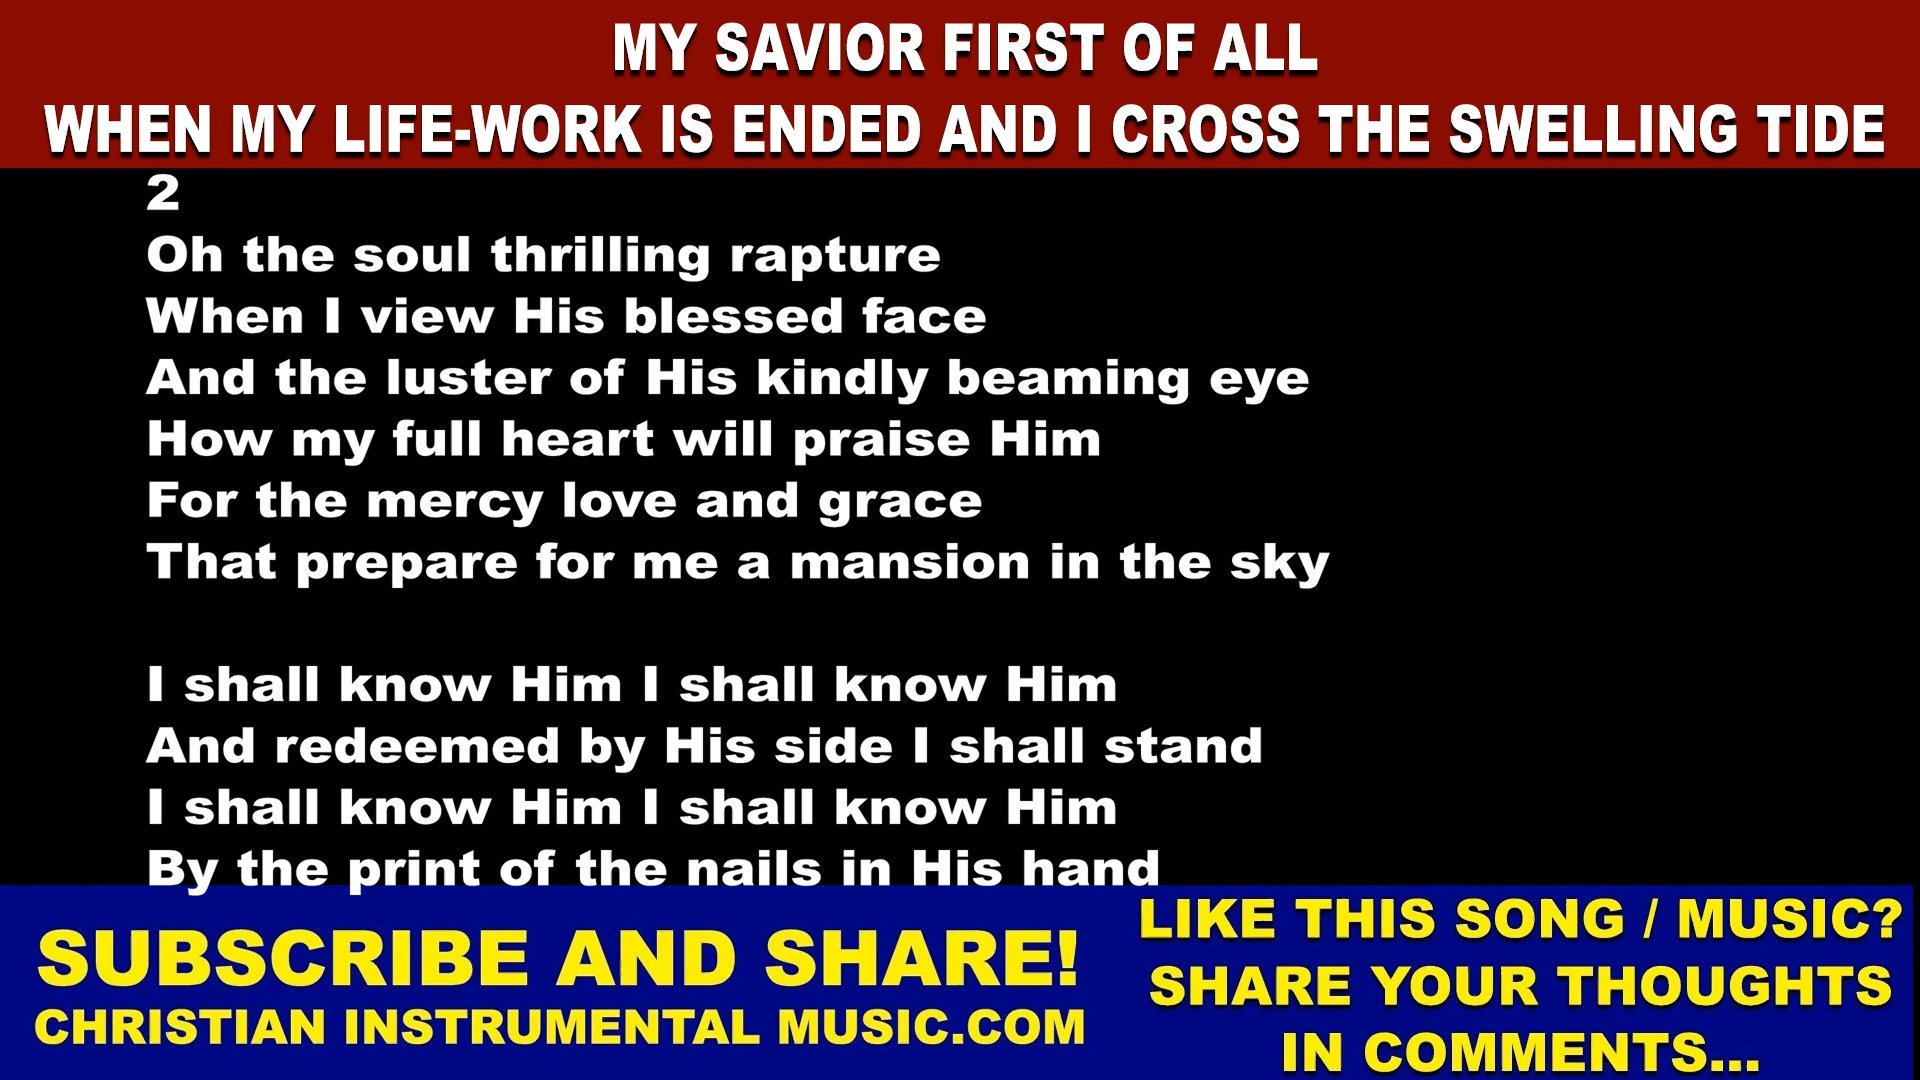 MY SAVIOR FIRST OF ALL
WHEN MY LIFE-WORK IS ENDED AND I CROSS THE SWELLING TIDE
2
Oh the soul thrilling rapture
When I view His blessed face
And the luster of His kindly beaming eye
How my full heart will praise Him
For the mercy love and grace
That prepare for me a mansion in the sky
I shall know Him I shall know Him
And redeemed by His side I shall stand
I shall know Him I shall know Him
By the print of the nails in His hand
SUBSCRIBE AND SHARE!
CHRISTIAN INSTRUMENTAL MUSIC.COM
LIKE THIS SONG / MUSIC?
SHARE YOUR THOUGHTS
IN COMMENTS...